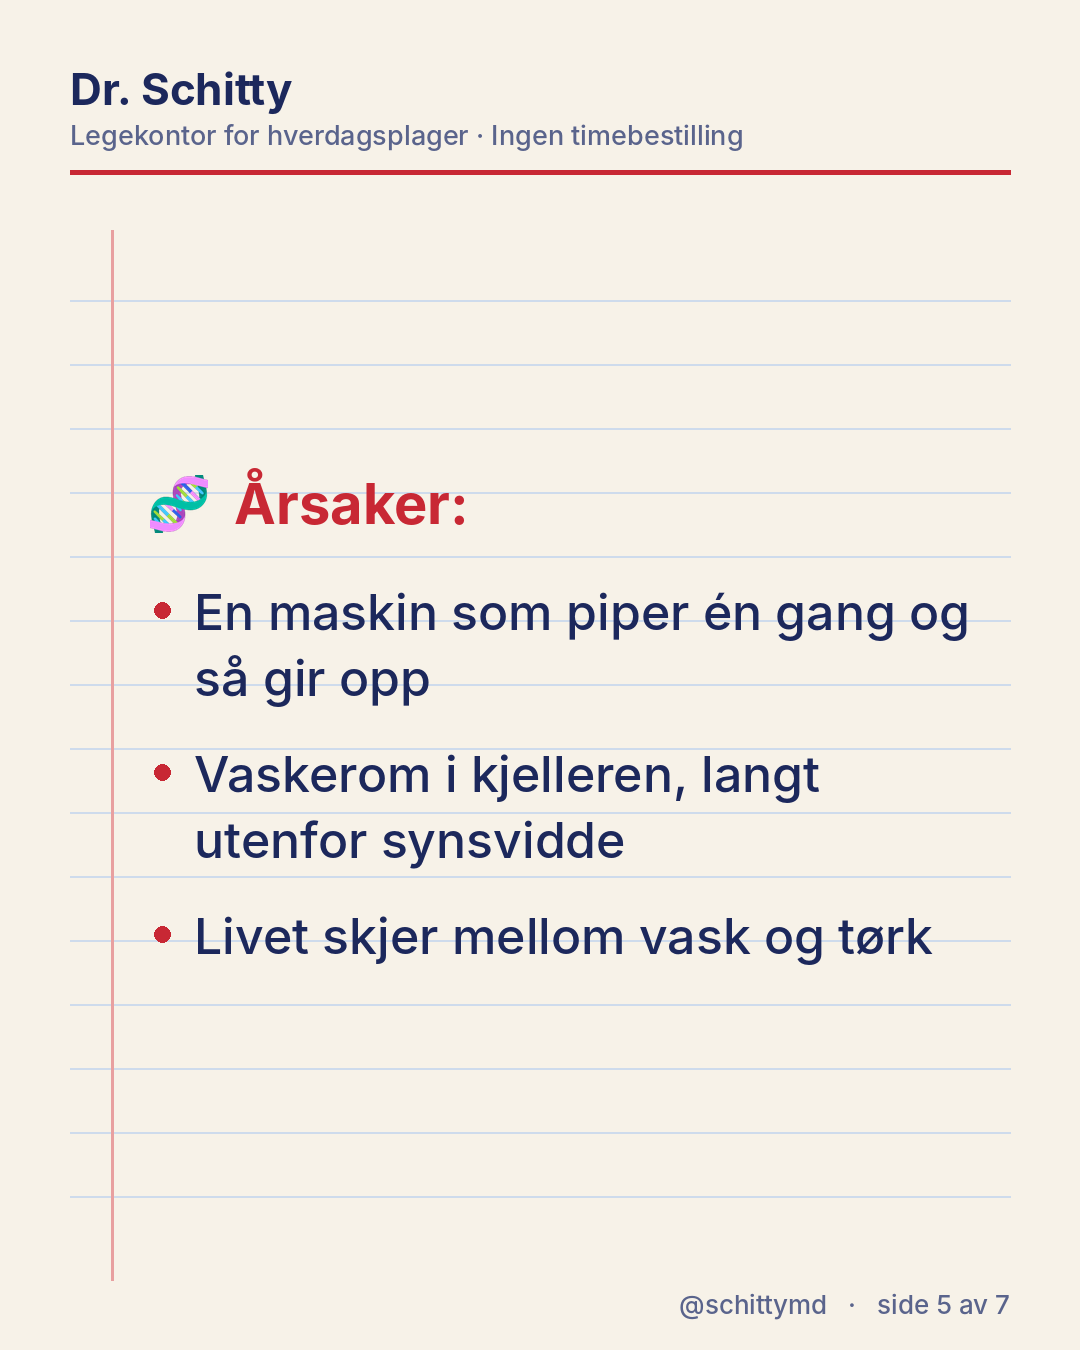 Dr. Schitty
Legekontor for hverdagsplager · Ingen timebestilling
🧬 Årsaker:
• En maskin som piper én gang og
så gir opp
• Vaskerom i kjelleren, langt
utenfor synsvidde
• Livet skjer mellom vask og tørk
@schittymd · side 5 av 7